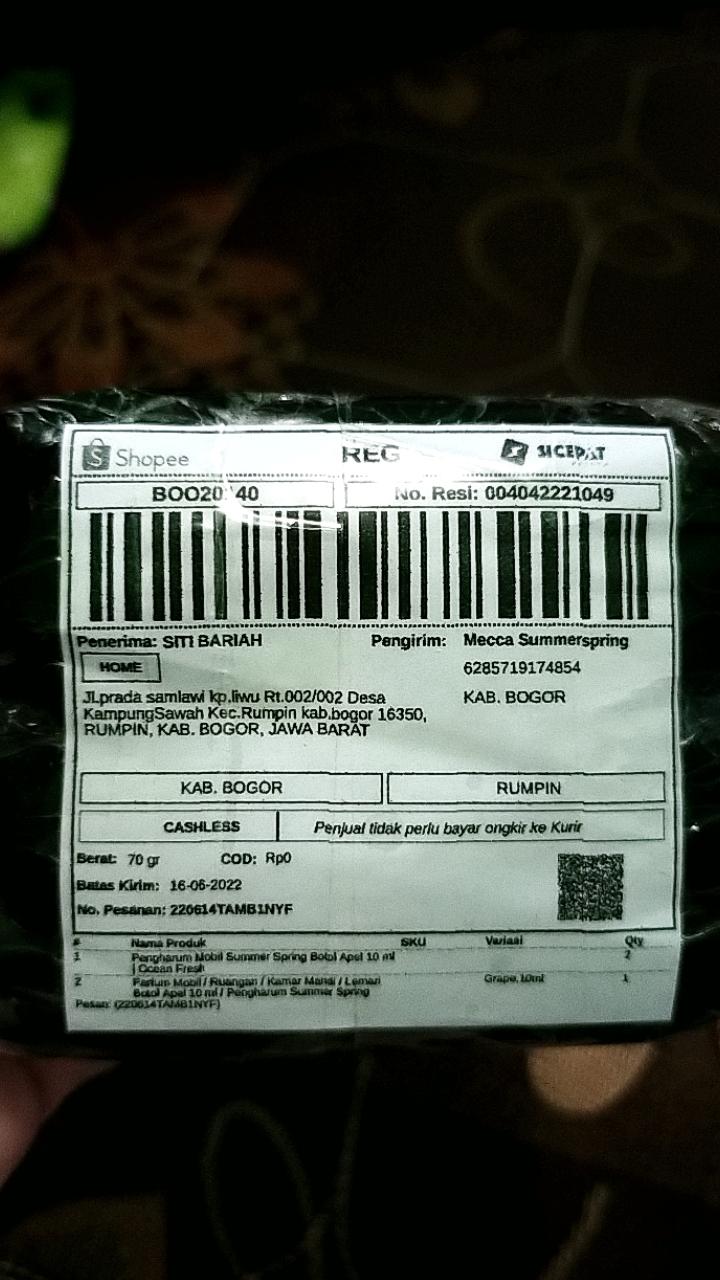 Shopee REG SICEPAT
No. Resi: 004042221049
Penerima: SITI BARIAH Pengirim: Mecca Summerspring
HOME 6285719174854
Jl.prada samlawi kp.liwu Rt.002/002 Desa KAB. BOGOR
KampungSawah Kec.Rumpin kab.bogor 16350,
RUMPIN, KAB. BOGOR, JAWA BARAT
KAB. BOGOR RUMPIN
CASHLESS Penjual tidak perlu bayar ongkir ke Kurir
Berat: 70 gr COD: Rp0
Batas Kirim: 16-06-2022
No. Pesanan: 220614TAMB1NYF
# Nama Produk SKU Variasi Qty
1 Pengharum Mobil Summer Spring Botol Apel 10 ml 2
| Ocean Fresh
2 Parfum Mobil / Ruangan / Kamar Mandi / Lemari Grape,10ml 1
Botol Apel 10 ml / Pengharum Summer Spring
Pesan: (220614TAMB1NYF)